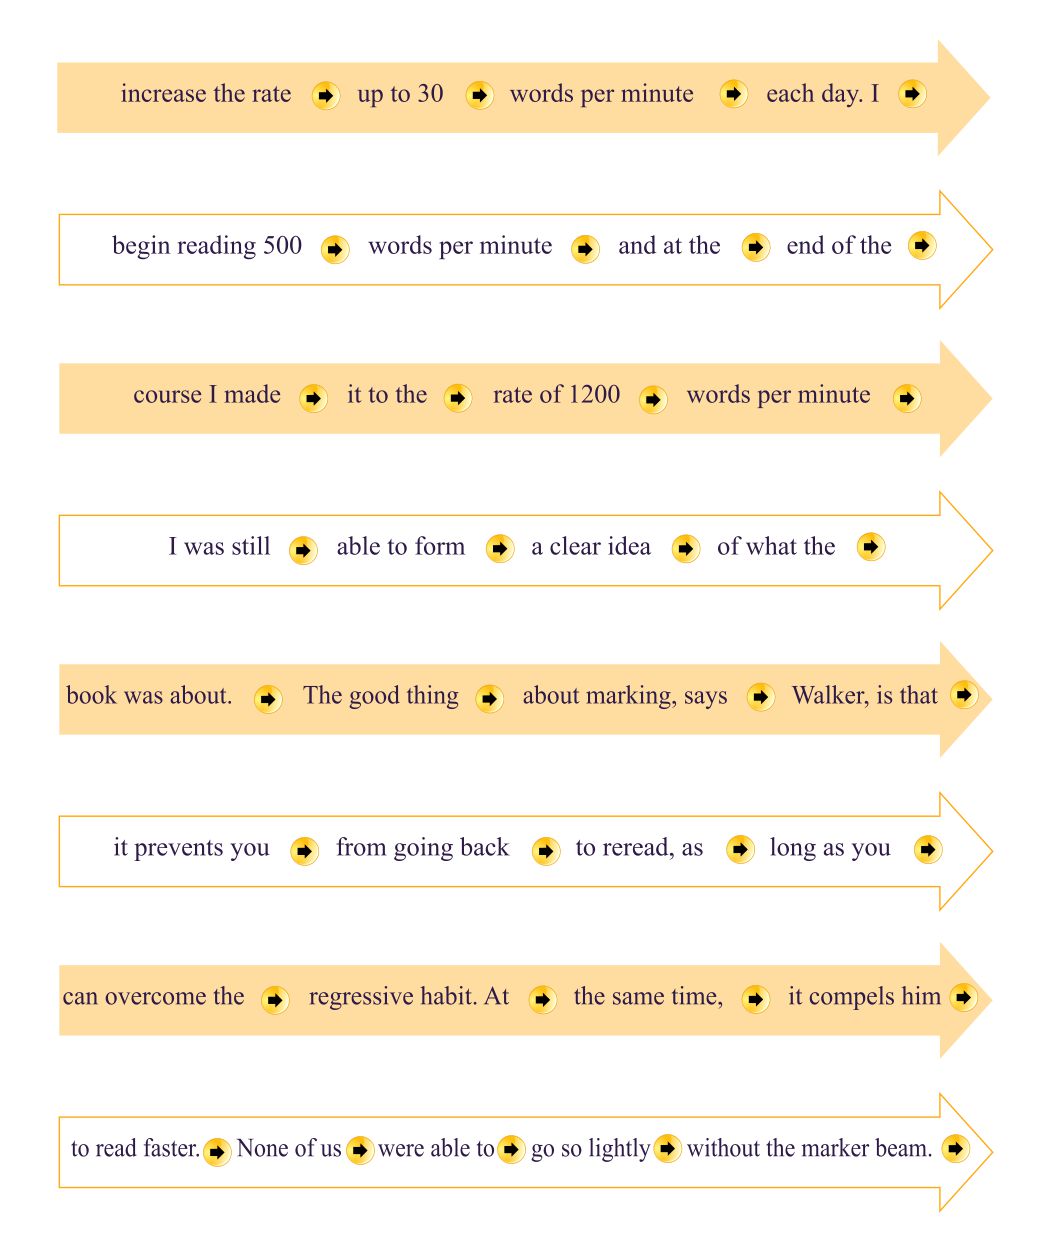 increase the rate up to 30 words per minute each day. I
begin reading 500 words per minute and at the end of the
course I made it to the rate of 1200 words per minute
I was still able to form a clear idea of what the
book was about. The good thing about marking, says Walker, is that
it prevents you from going back to reread, as long as you
can overcome the regressive habit. At the same time, it compels him
to read faster. None of us were able to go so lightly without the marker beam.